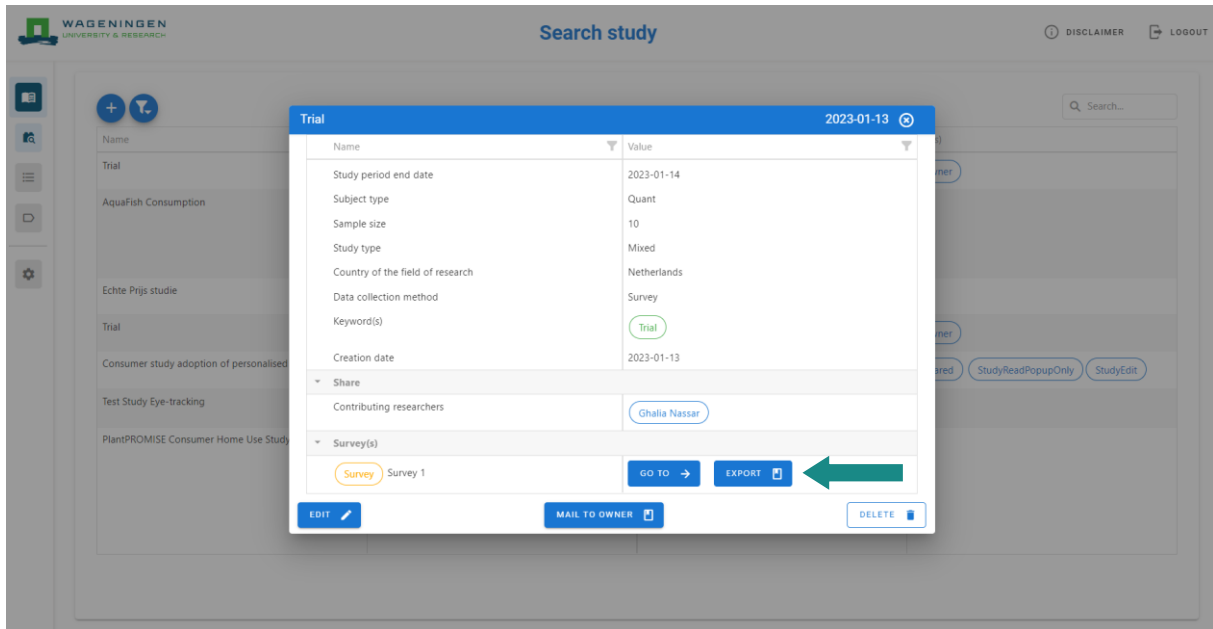 WAGENINGEN
UNIVERSITY & RESEARCH
Search study
DISCLAIMER
LOGOUT
Search...
Name
Trial
AquaFish Consumption
Echte Prijs studie
Trial
Consumer study adoption of personalised
Test Study Eye-tracking
PlantPROMISE Consumer Home Use Study
StudyReadPopupOnly
StudyEdit
Trial 2023-01-13
Name Value
Study period end date 2023-01-14
Subject type Quant
Sample size 10
Study type Mixed
Country of the field of research Netherlands
Data collection method Survey
Keyword(s) Trial
Creation date 2023-01-13
Share
Contributing researchers Ghalia Nassar
Survey(s)
Survey Survey 1 GO TO EXPORT
EDIT MAIL TO OWNER DELETE